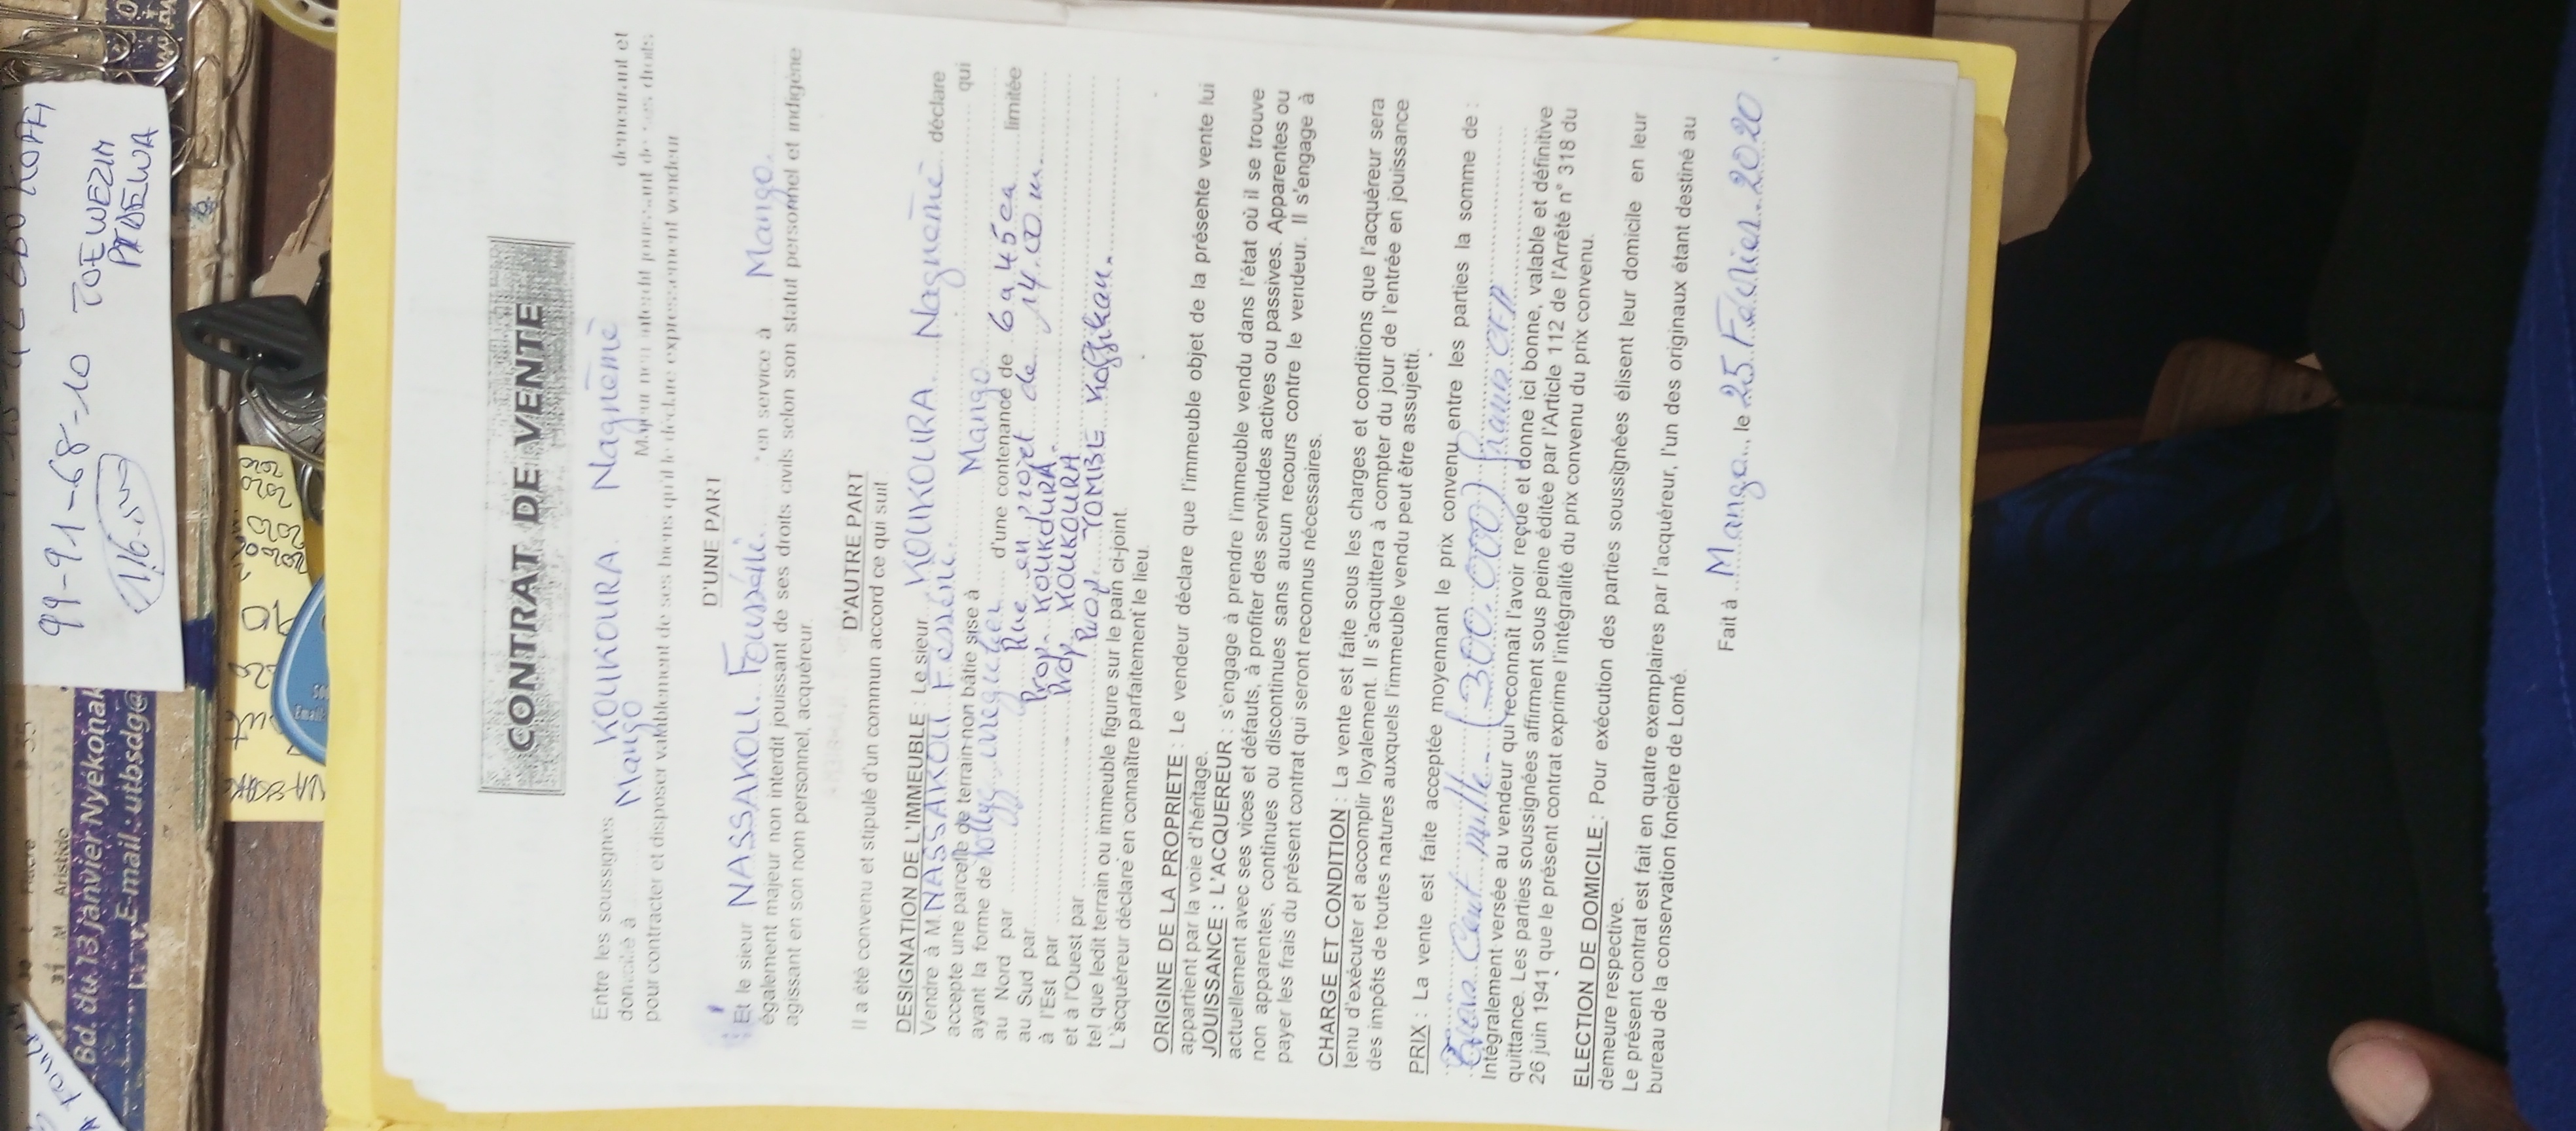 CONTRAT DE VENTE
Entre les soussignés KOUKOURA Nagnémé demeurant et
domicilié à Mango Majeur non interdit jouissant de ses droits
pour contracter et disposer valablement de ses biens qu'il le déclare expressément vendeur
D'UNE PART
Et le sieur NASSAKOU Fousséni en service à Mango
également majeur non interdit jouissant de ses droits civils selon son statut personnel et indigène
agissant en son nom personnel, acquéreur.
D'AUTRE PART
Il a été convenu et stipulé d'un commun accord ce qui suit
DESIGNATION DE L'IMMEUBLE : Le sieur KOUKOURA Nagnémé déclare
Vendre à M. NASSAKOU qui
accepte une parcelle de terrain non bâtie sise à Mango
ayant la forme de d'une contenance de 6a 45ca limitée
au Nord par Rue en projet de 14.00 m.
au Sud par Prop. KOUKOURA.
à l'Est par Prop KOUKOURA
et à l'Ouest par Prop TOMBE
tel que ledit terrain ou immeuble figure sur le pain ci-joint.
L'acquéreur déclare en connaître parfaitement le lieu.
ORIGINE DE LA PROPRIETE : Le vendeur déclare que l'immeuble objet de la présente vente lui
appartient par la voie d'héritage.
JOUISSANCE : L'ACQUEREUR : s'engage à prendre l'immeuble vendu dans l'état où il se trouve
actuellement avec ses vices et défauts, à profiter des servitudes actives ou passives. Apparentes ou
non apparentes, continues ou discontinues sans aucun recours contre le vendeur. Il s'engage à
payer les frais du présent contrat qui seront reconnus nécessaires.
CHARGE ET CONDITION : La vente est faite sous les charges et conditions que l'acquéreur sera
tenu d'exécuter et accomplir loyalement. Il s'acquittera à compter du jour de l'entrée en jouissance
des impôts de toutes natures auxquels l'immeuble vendu peut être assujetti.
PRIX : La vente est faite acceptée moyennant le prix convenu entre les parties la somme de :
Trois Cent mille - (300.000) francs CFA
Intégralement versée au vendeur qui reconnaît l'avoir reçue et donne ici bonne, valable et définitive
quittance. Les parties soussignées affirment sous peine éditée par l'Article 112 de l'Arrêté n° 318 du
26 juin 1941 que le présent contrat exprime l'intégralité du prix convenu du prix convenu.
ELECTION DE DOMICILE : Pour exécution des parties soussignées élisent leur domicile en leur
demeure respective.
Le présent contrat est fait en quatre exemplaires par l'acquéreur, l'un des originaux étant destiné au
bureau de la conservation foncière de Lomé.
Fait à Mango, le 25 Février 2020
99-91-68-10
Bd. du 13 janvier Nyékonak
E-mail : utbsdg@
Aristide
31 M